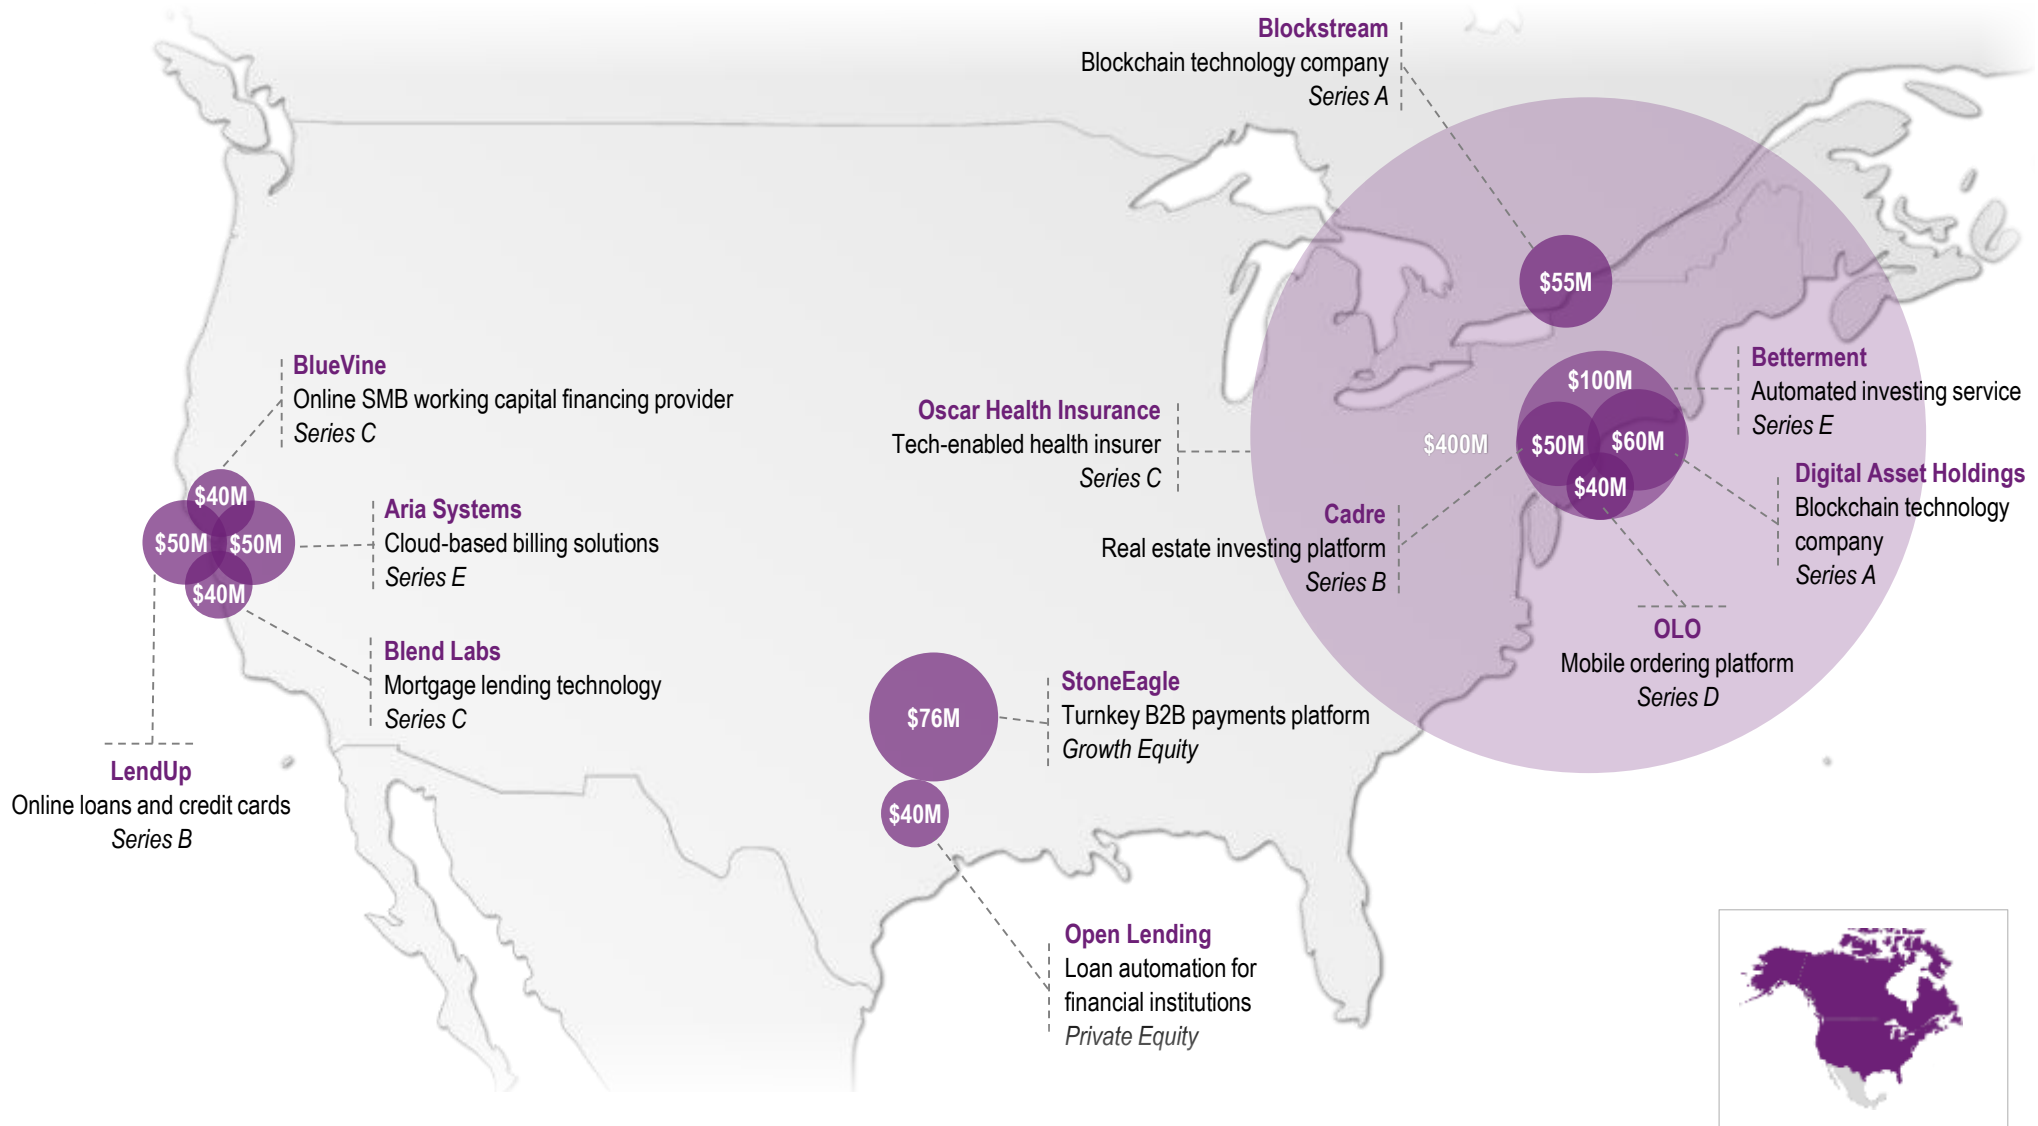 Blockstream
Blockchain technology company
Series A
$55M
BlueVine
Online SMB working capital financing provider
Series C
$40M
$50M
$50M
$40M
Aria Systems
Cloud-based billing solutions
Series E
Blend Labs
Mortgage lending technology
Series C
LendUp
Online loans and credit cards
Series B
Oscar Health Insurance
Tech-enabled health insurer
Series C
$400M
$100M
$50M
$60M
$40M
Betterment
Automated investing service
Series E
Digital Asset Holdings
Blockchain technology
company
Series A
Cadre
Real estate investing platform
Series B
OLO
Mobile ordering platform
Series D
$76M
StoneEagle
Turnkey B2B payments platform
Growth Equity
$40M
Open Lending
Loan automation for
financial institutions
Private Equity